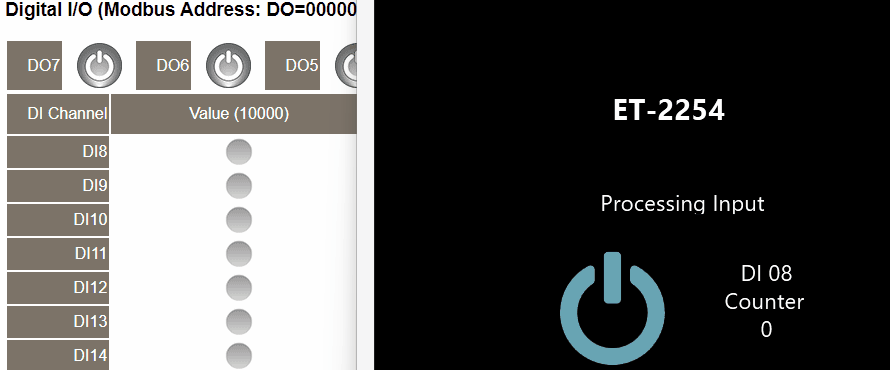 Digital I/O (Modbus Address: DO=00000
DO7 DO6 DO5
DI Channel Value (10000)
DI8
DI9
DI10
DI11
DI12
DI13
DI14
ET-2254
Processing Input
DI 08
Counter
0